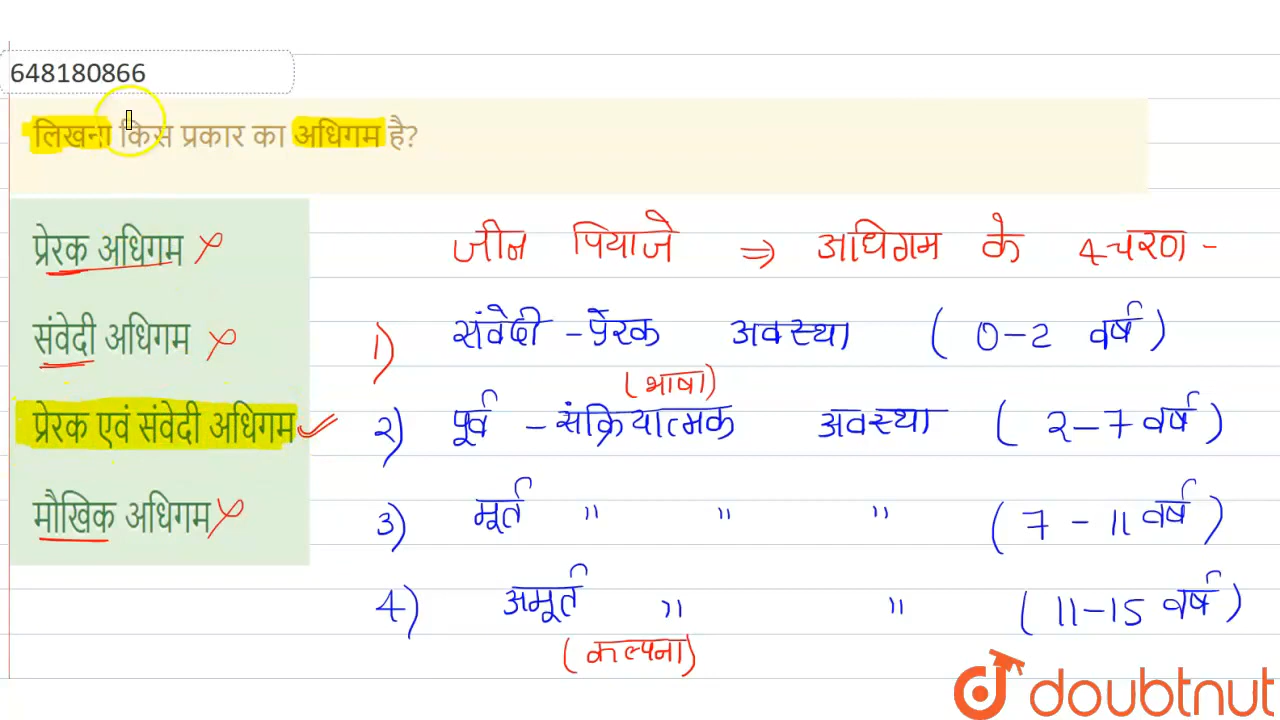 648180866
लिखना किस प्रकार का अधिगम है?
प्रेरक अधिगम
संवेदी अधिगम
प्रेरक एवं संवेदी अधिगम
मौखिक अधिगम
जीन पियाजे ⇒ अधिगम के 4 चरण -
1) संवेदी - प्रेरक अवस्था ( 0-2 वर्ष )
(भाषा)
2) पूर्व - संक्रियात्मक अवस्था ( 2-7 वर्ष )
3) मूर्त " " " ( 7 - 11 वर्ष )
4) अमूर्त " " ( 11-15 वर्ष )
(कल्पना)
doubtnut